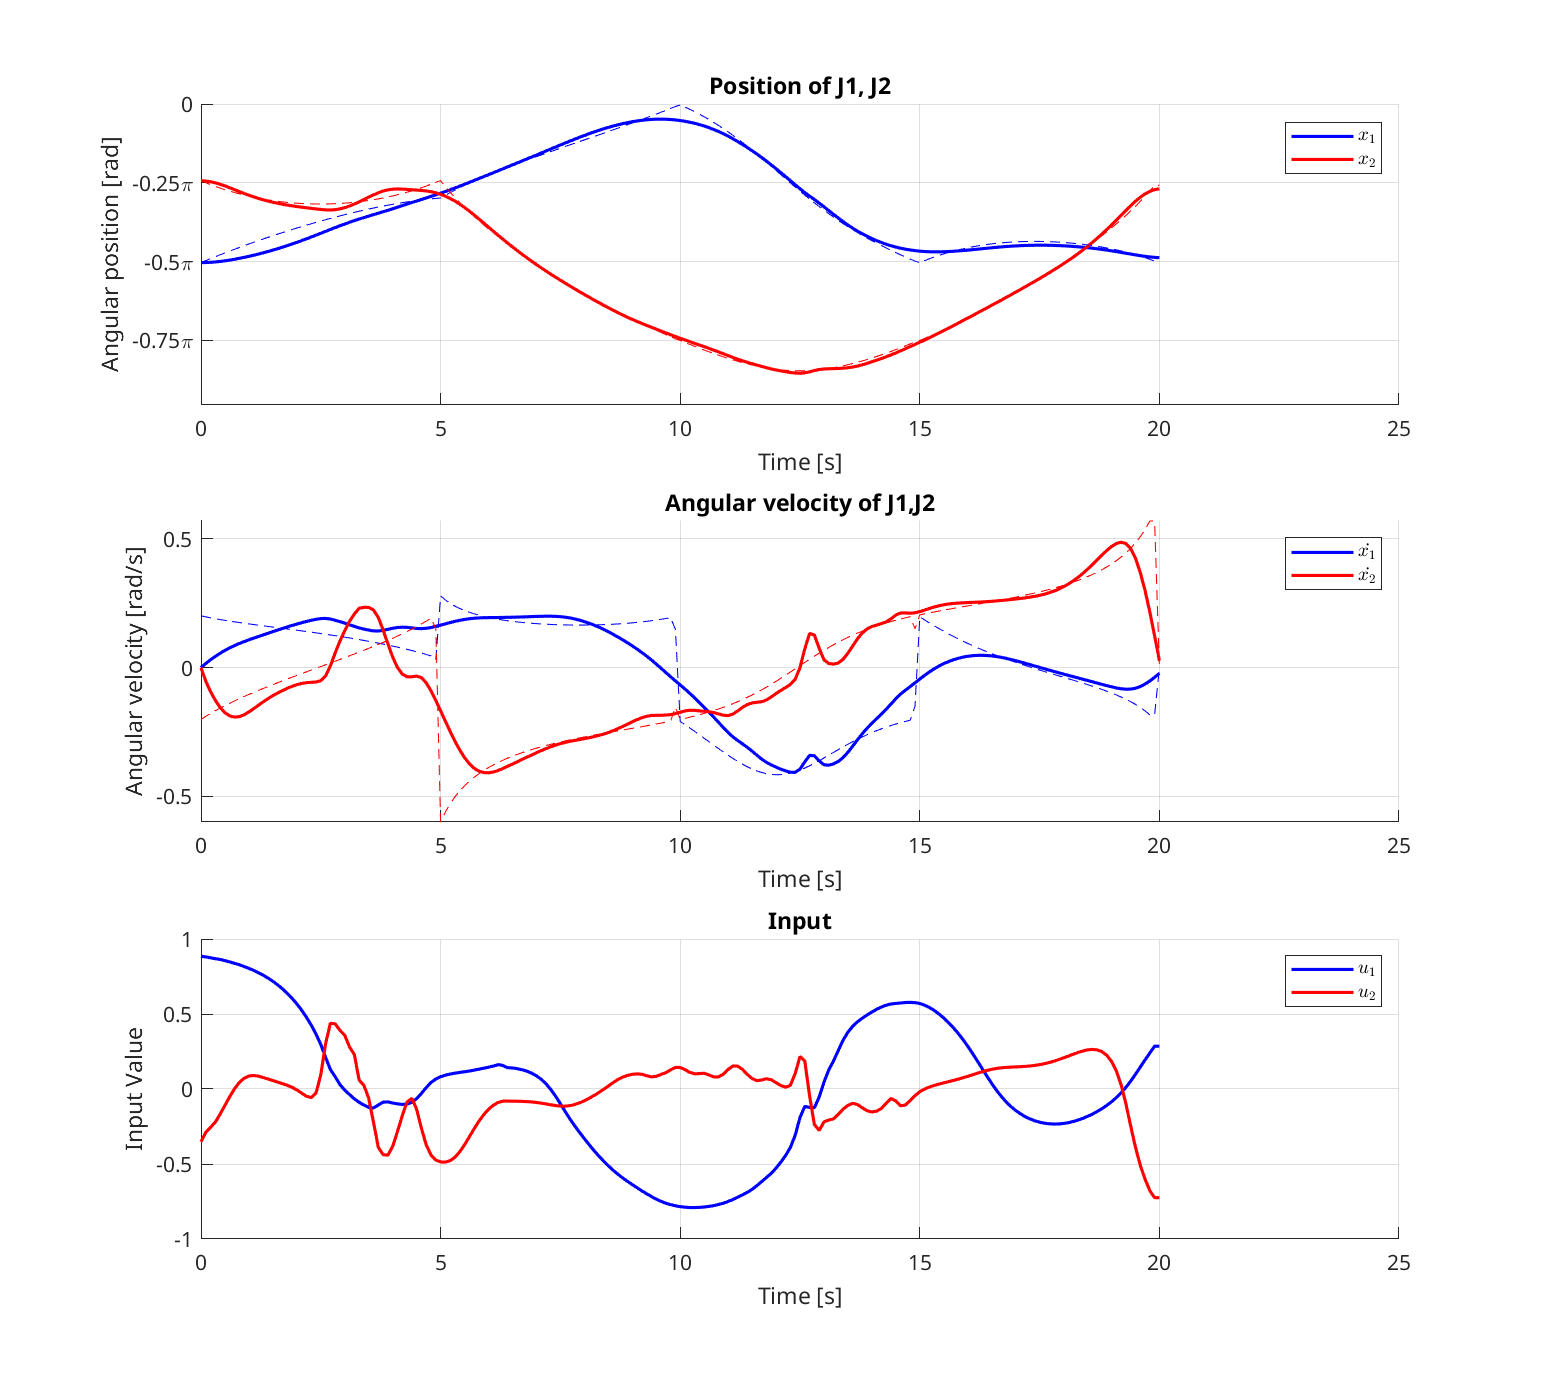 Position of J1, J2
Angular position [rad]
0
-0.25π
-0.5π
-0.75π
x₁
x₂
0 5 10 15 20 25
Time [s]
Angular velocity of J1,J2
Angular velocity [rad/s]
0.5
0
-0.5
ẋ₁
ẋ₂
0 5 10 15 20 25
Time [s]
Input
Input Value
1
0.5
0
-0.5
-1
u₁
u₂
0 5 10 15 20 25
Time [s]